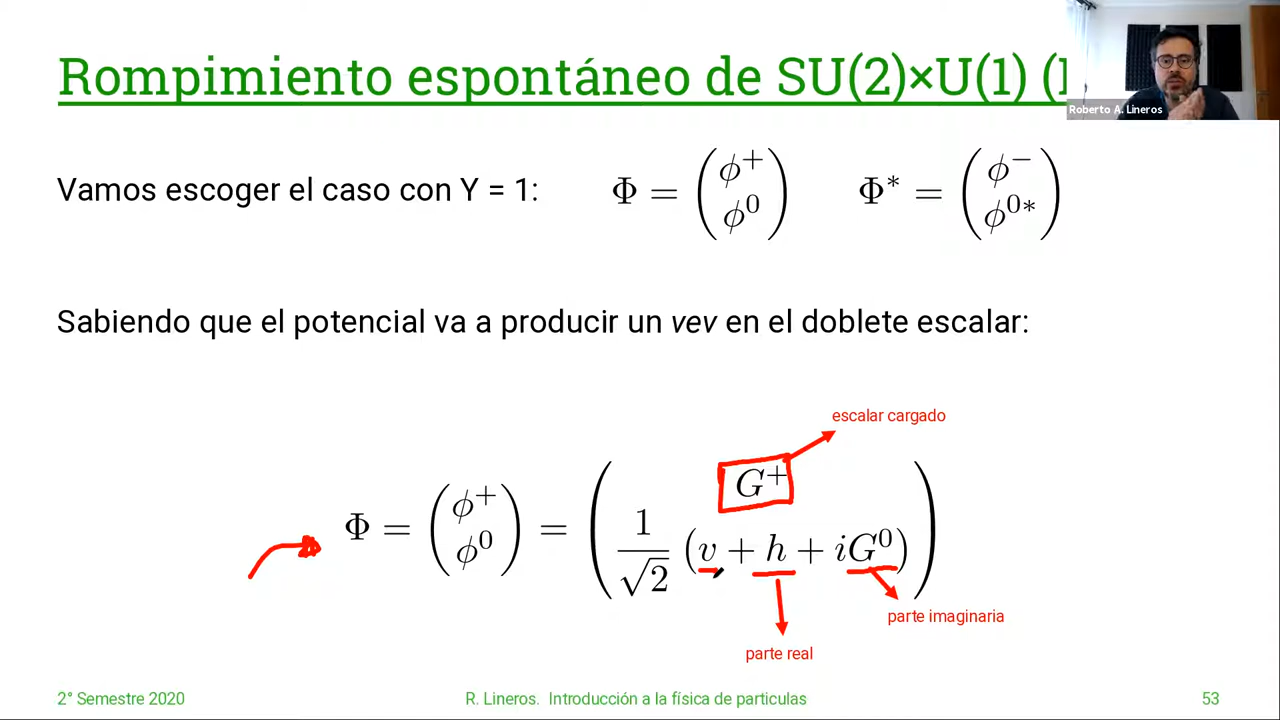 Rompimiento espontáneo de SU(2)×U(1) (
Roberto A. Lineros
Vamos escoger el caso con Y = 1: Φ = (ϕ⁺ ϕ⁰) Φ* = (ϕ⁻ ϕ⁰*)
Sabiendo que el potencial va a producir un vev en el doblete escalar:
escalar cargado
Φ = (ϕ⁺ ϕ⁰) = (G⁺ 1/√2 (v + h + iG⁰))
parte imaginaria
parte real
2° Semestre 2020
R. Lineros. Introducción a la física de particulas
53